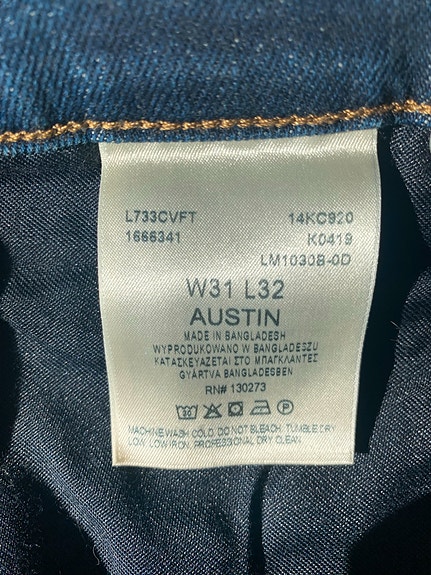 L733CVFT 14KC920
1666341 K0419
LM1030B-0D
W31 L32
AUSTIN
MADE IN BANGLADESH
WYPRODUKOWANO W BANGLADESZU
ΚΑΤΑΣΚΕΥΑΖΕΤΑΙ ΣΤΟ ΜΠΑΓΚΛΑΝΤΕΣ
GYÁRTVA BANGLADESBEN
RN# 130273
MACHINE WASH COLD. DO NOT BLEACH. TUMBLE DRY
LOW. LOW IRON. PROFESSIONAL DRY CLEAN